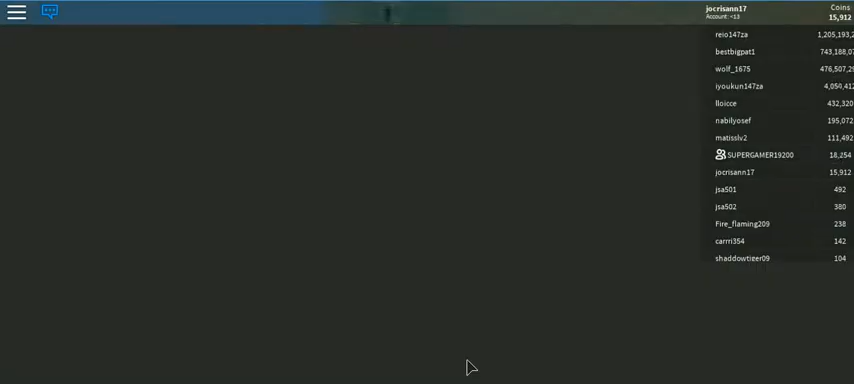 jocrisann17 Coins
Account: <13 15,912
reio147za 1,205,193,2
bestbigpat1 743,188,07
wolf_1675 476,507,29
iyoukun147za 4,050,412
lloicce 432,320
nabilyosef 195,072
matisslv2 111,492
SUPERGAMER19200 18,254
jocrisann17 15,912
jsa501 492
jsa502 380
Fire_flaming209 238
carrri354 142
shaddowtiger09 104